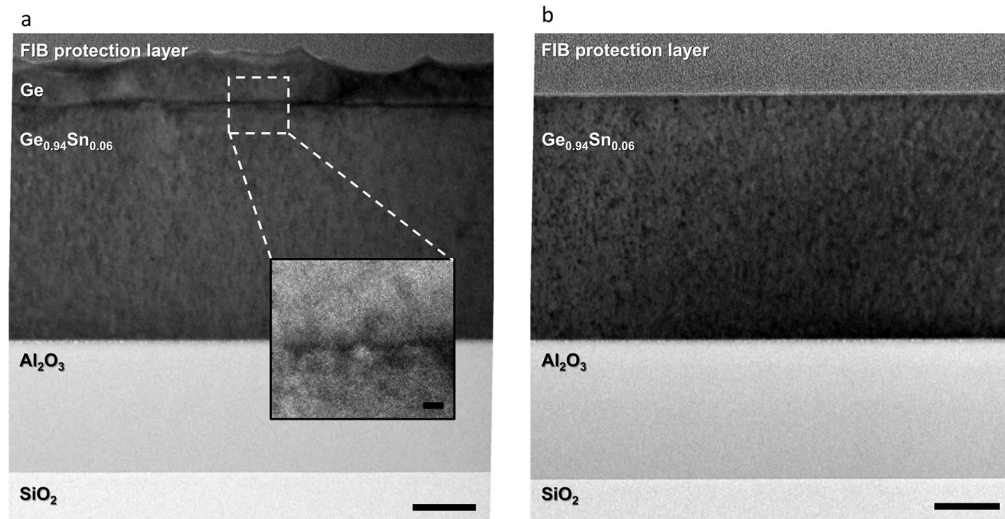 a
FIB protection layer
Ge
Ge₀.₉₄Sn₀.₀₆
Al₂O₃
SiO₂
b
FIB protection layer
Ge₀.₉₄Sn₀.₀₆
Al₂O₃
SiO₂